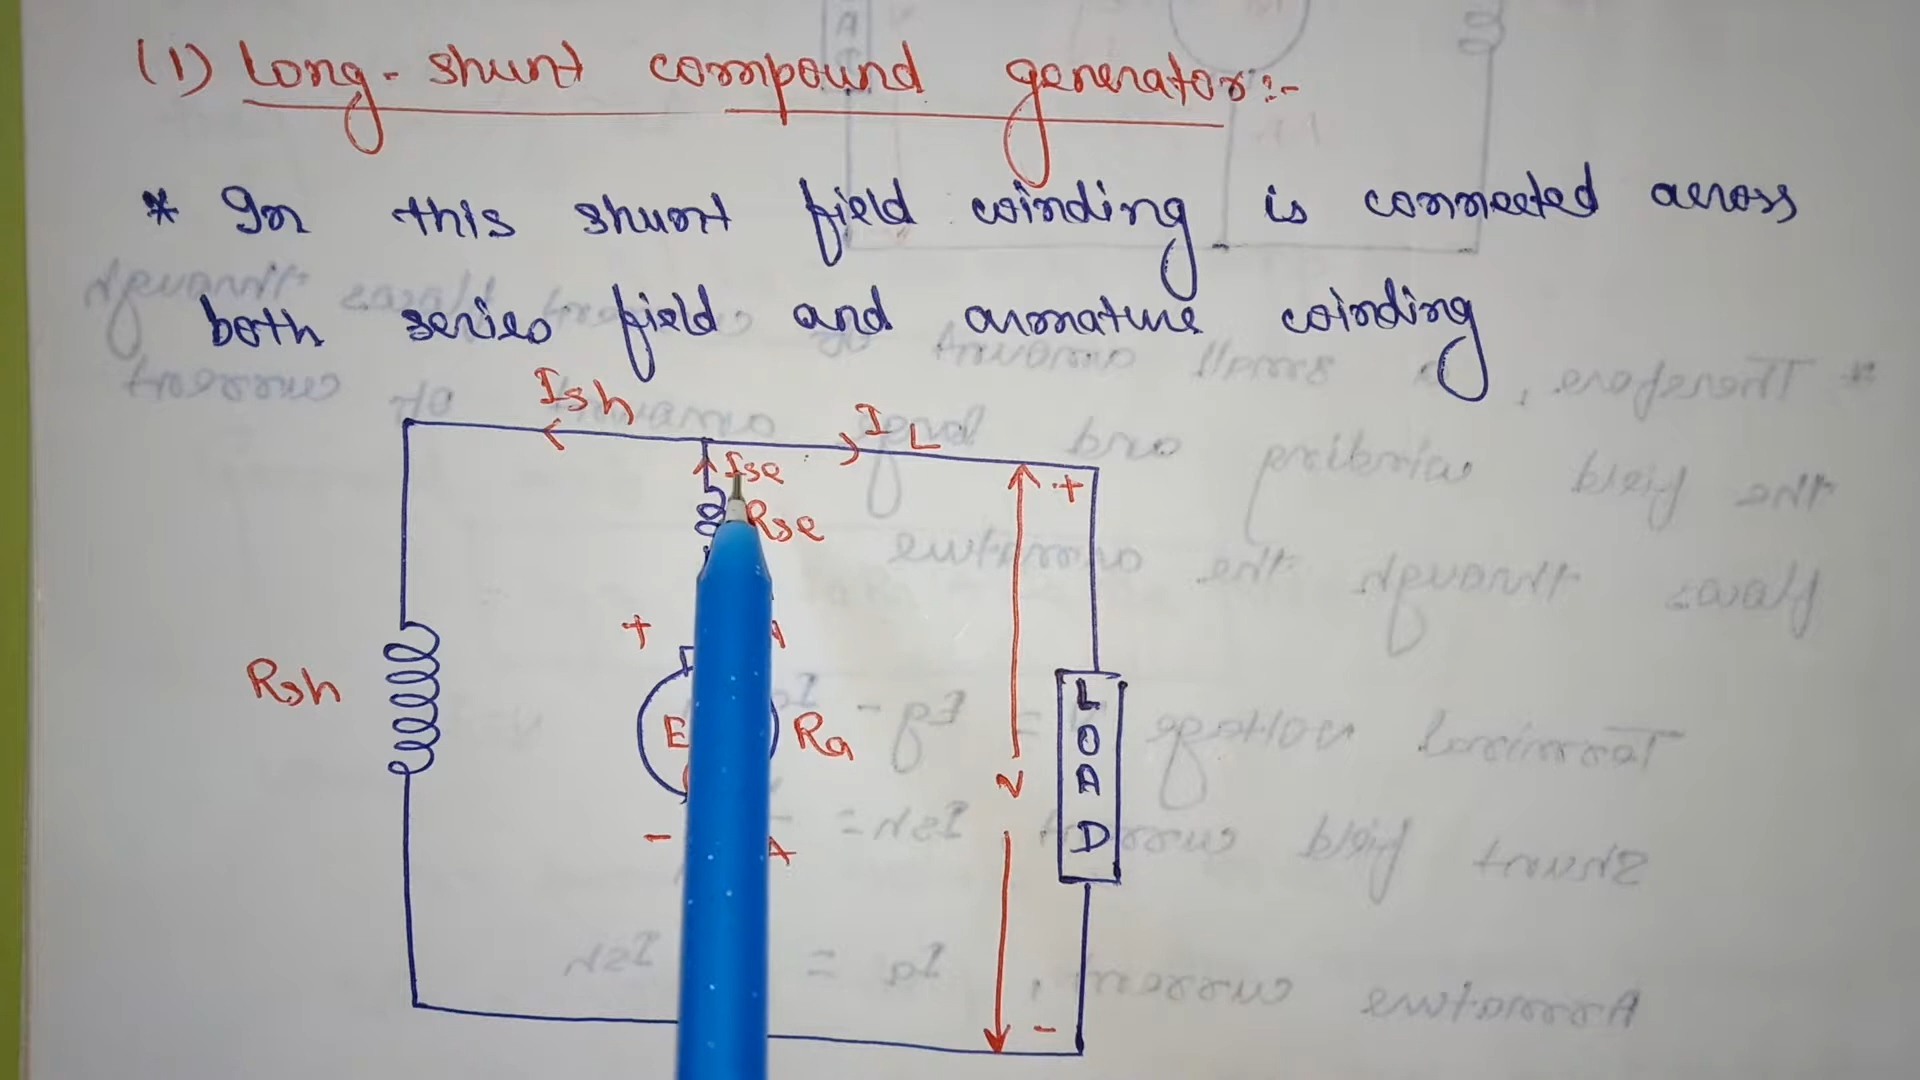 (1) Long-shunt compound generator:-
* In this shunt field winding is connected across
both series field and armature winding
Ish
IL
Ise
+
Rse
+
Rsh
E
Ra
V
LOAD
-
A
-